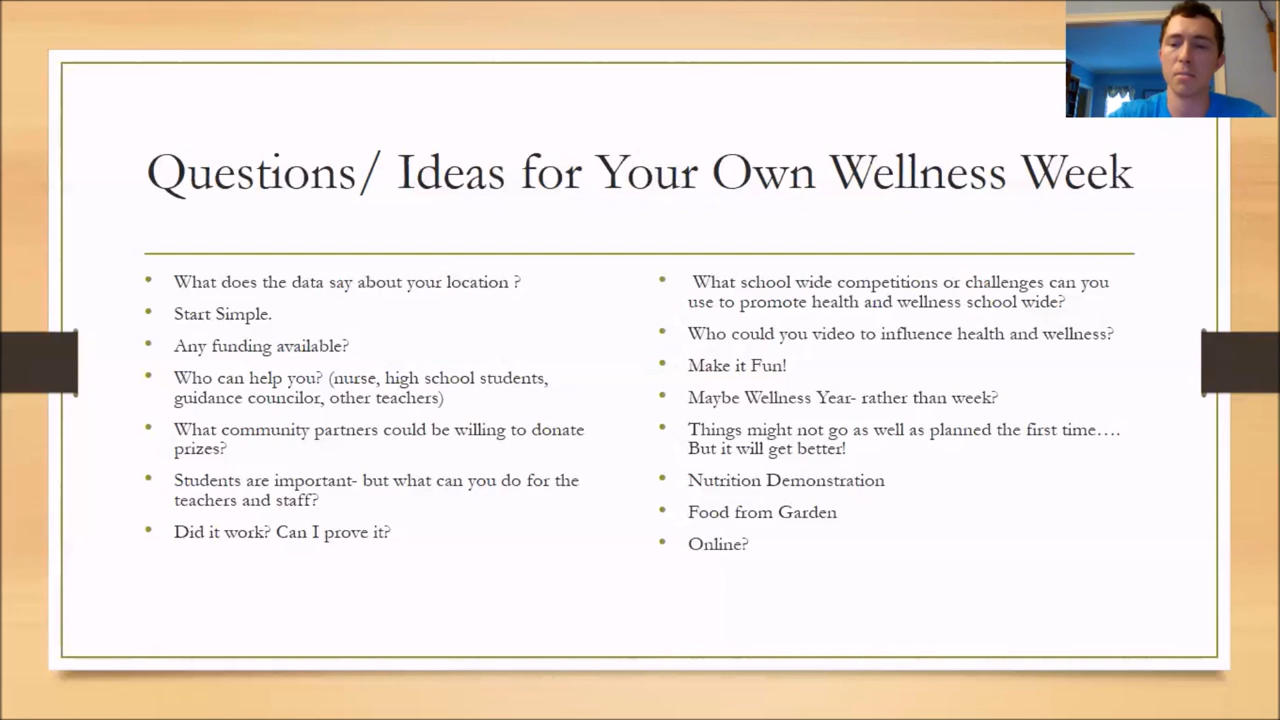 Questions/ Ideas for Your Own Wellness Week
• What does the data say about your location ?
• Start Simple.
• Any funding available?
• Who can help you? (nurse, high school students,
guidance councilor, other teachers)
• What community partners could be willing to donate
prizes?
• Students are important- but what can you do for the
teachers and staff?
• Did it work? Can I prove it?
• What school wide competitions or challenges can you
use to promote health and wellness school wide?
• Who could you video to influence health and wellness?
• Make it Fun!
• Maybe Wellness Year- rather than week?
• Things might not go as well as planned the first time….
But it will get better!
• Nutrition Demonstration
• Food from Garden
• Online?